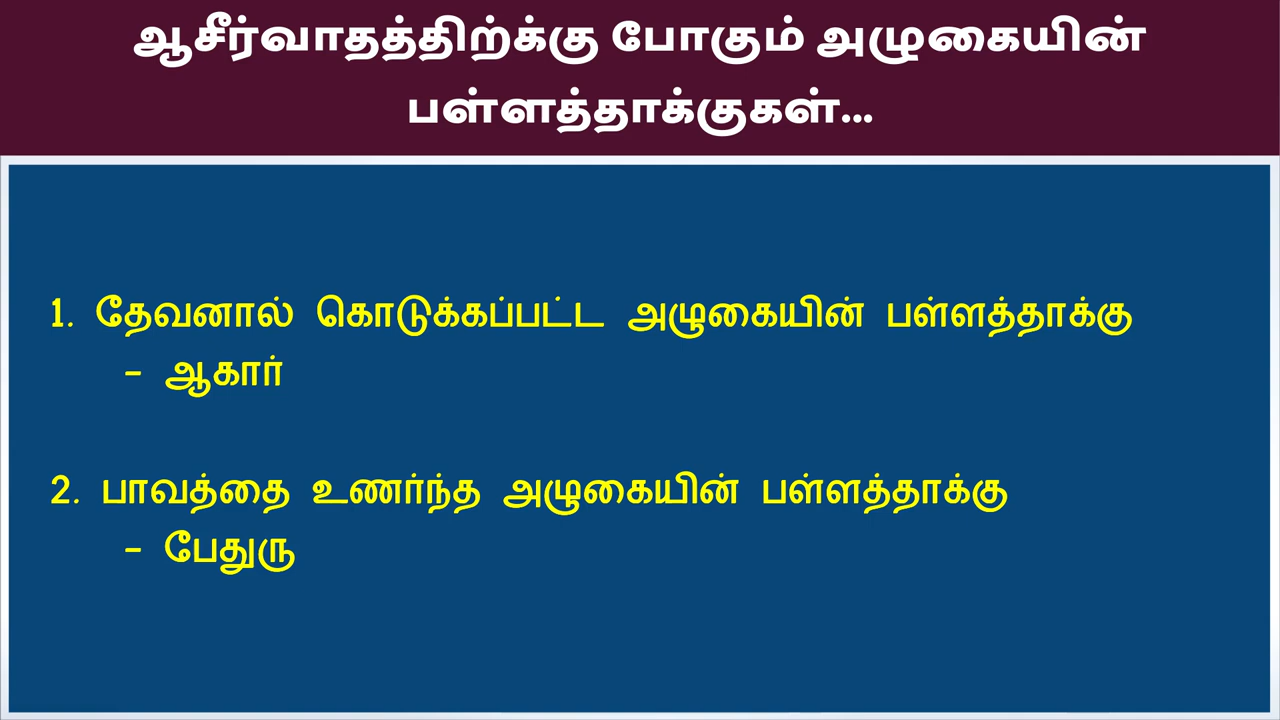 ஆசீர்வாதத்திற்க்கு போகும் அழுகையின்
பள்ளத்தாக்குகள்...
1. தேவனால் கொடுக்கப்பட்ட அழுகையின் பள்ளத்தாக்கு
- ஆகார்
2. பாவத்தை உணர்ந்த அழுகையின் பள்ளத்தாக்கு
- பேதுரு